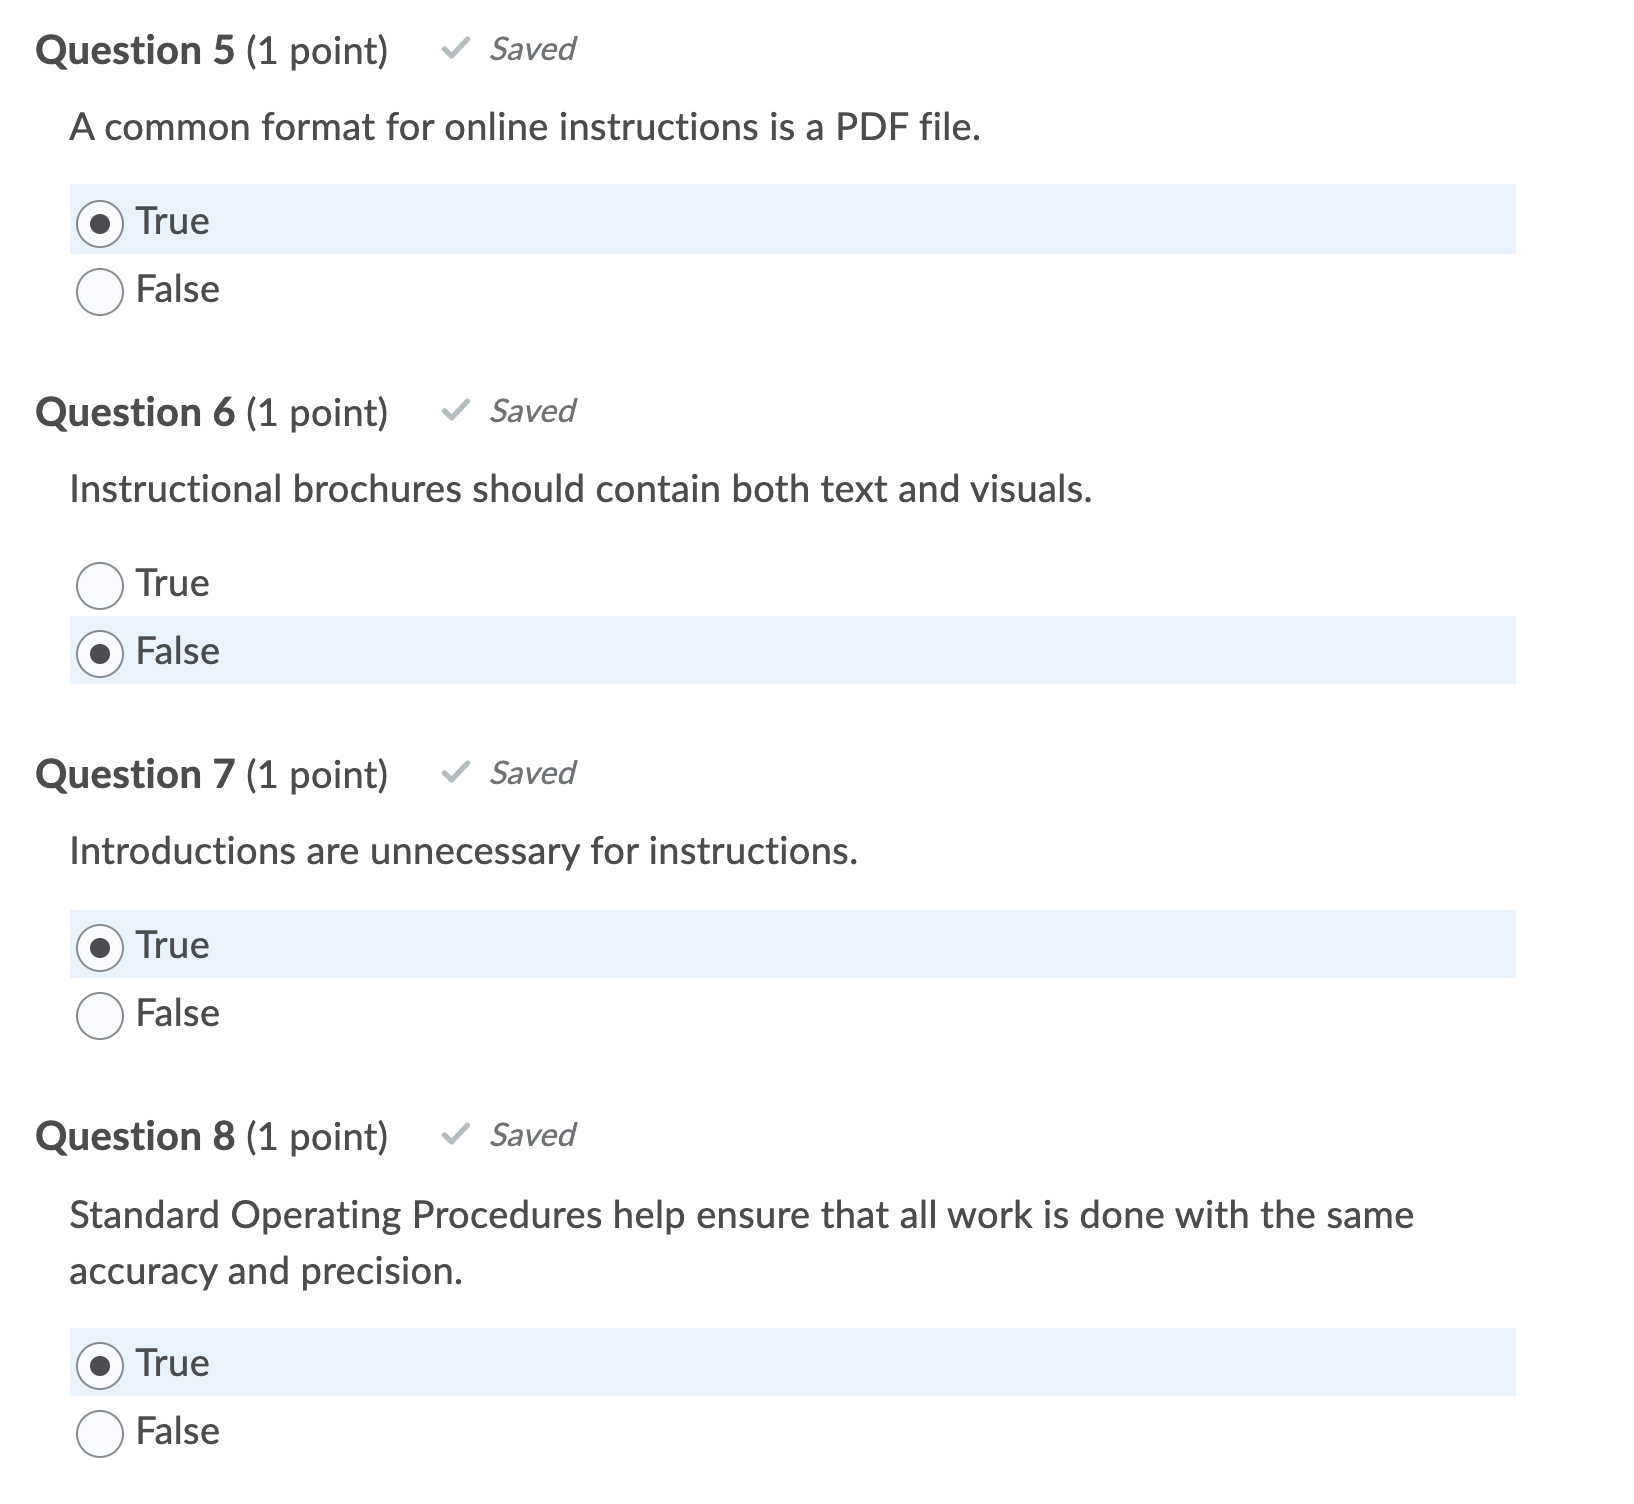 Question 5 (1 point) Saved
A common format for online instructions is a PDF file.
True
False
Question 6 (1 point) Saved
Instructional brochures should contain both text and visuals.
True
False
Question 7 (1 point) Saved
Introductions are unnecessary for instructions.
True
False
Question 8 (1 point) Saved
Standard Operating Procedures help ensure that all work is done with the same
accuracy and precision.
True
False